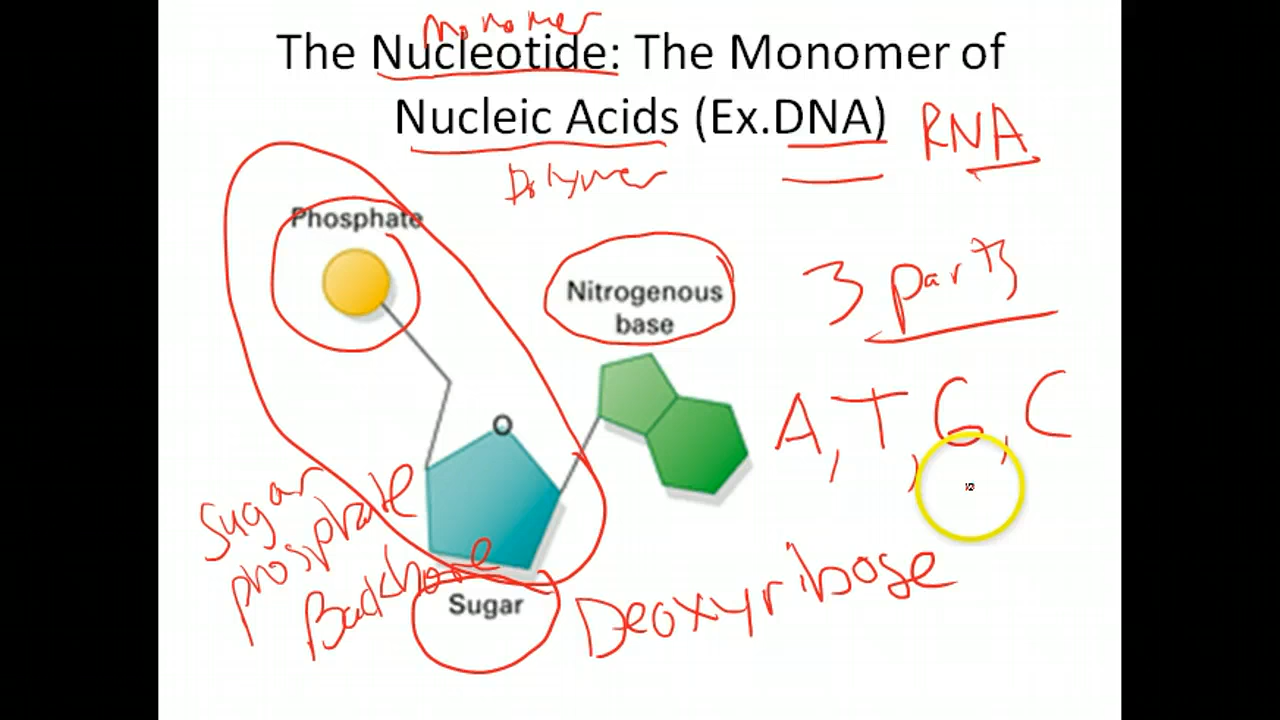 Monomer
The Nucleotide: The Monomer of
Nucleic Acids (Ex.DNA)
RNA
Polymer
Phosphate
Nitrogenous
base
3 parts
A, T, G, C
O
Sugar
phosphate
Backbone
Sugar
Deoxyribose